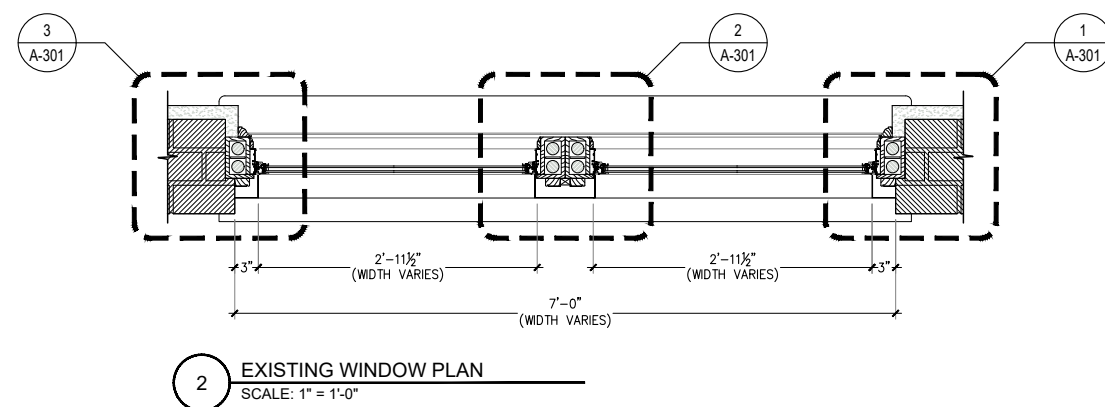 3
A-301
2
A-301
1
A-301
3"
2'-11½"
(WIDTH VARIES)
2'-11½"
(WIDTH VARIES)
3"
7'-0"
(WIDTH VARIES)
2
EXISTING WINDOW PLAN
SCALE: 1" = 1'-0"